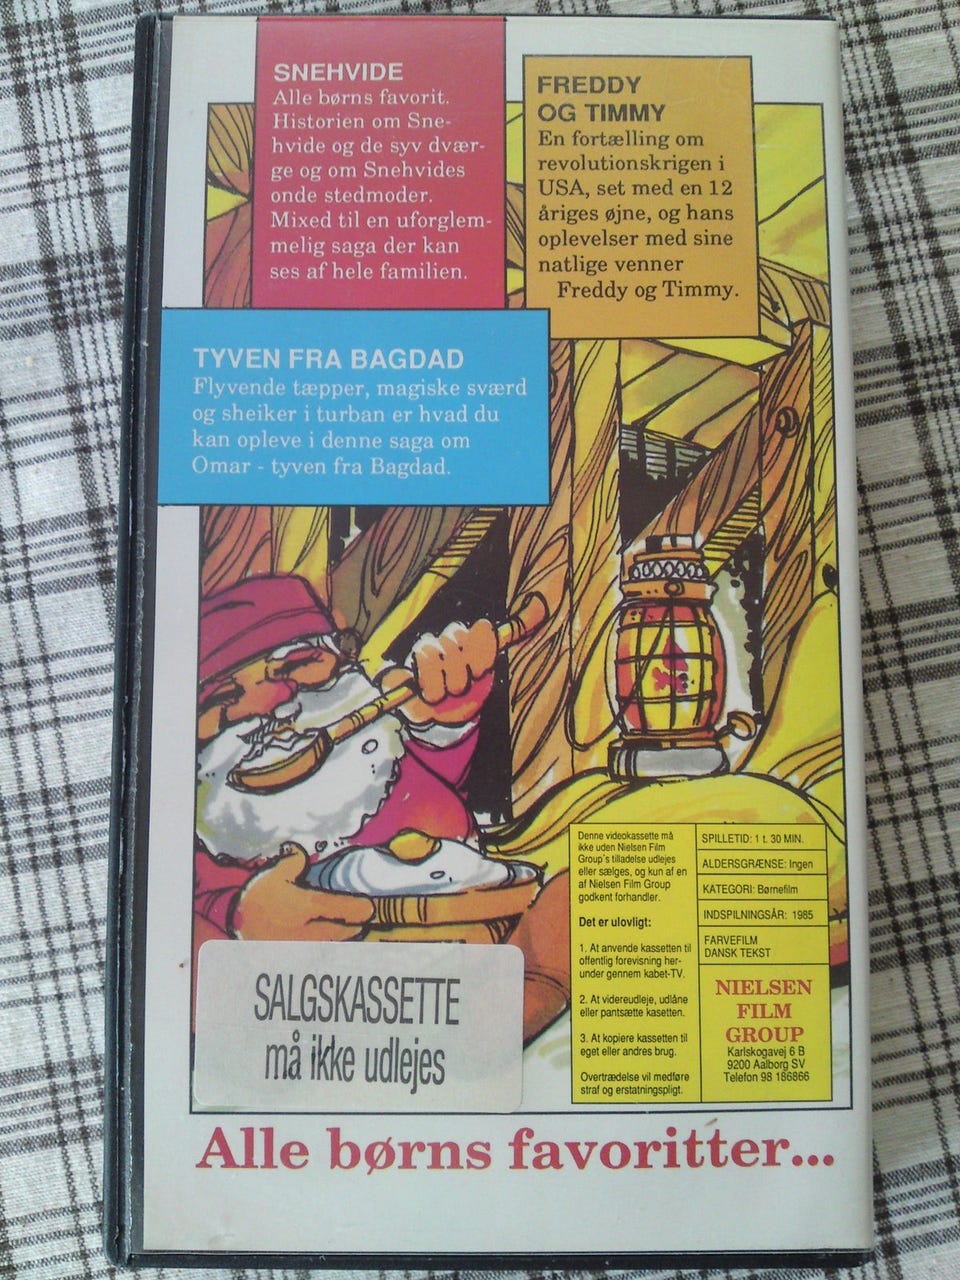 SNEHVIDE
Alle børns favorit.
Historien om Sne-
hvide og de syv dvær-
ge og om Snehvides
onde stedmoder.
Mixed til en uforglem-
melig saga der kan
ses af hele familien.
FREDDY
OG TIMMY
En fortælling om
revolutionskrigen i
USA, set med en 12
åriges øjne, og hans
oplevelser med sine
natlige venner
Freddy og Timmy.
TYVEN FRA BAGDAD
Flyvende tæpper, magiske sværd
og sheiker i turban er hvad du
kan opleve i denne saga om
Omar - tyven fra Bagdad.
Denne videokassette må
ikke uden Nielsen Film
Group's tilladelse udlejes
eller sælges, og kun af en
af Nielsen Film Group
godkent forhandler.
Det er ulovligt:
1. At anvende kassetten til
offentlig forevisning her-
under gennem kabet-TV.
2. At videreudleje, udlåne
eller pantsætte kasetten.
3. At kopiere kassetten til
eget eller andres brug.
Overtrædelse vil medføre
straf og erstatningspligt.
SPILLETID: 1 t. 30 MIN.
ALDERSGRÆNSE: Ingen
KATEGORI: Børnefilm
INDSPILNINGSÅR: 1985
FARVEFILM
DANSK TEKST
NIELSEN
FILM
GROUP
Karlskogavej 6 B
9200 Aalborg SV
Telefon 98 186866
SALGSKASSETTE
må ikke udlejes
Alle børns favoritter...